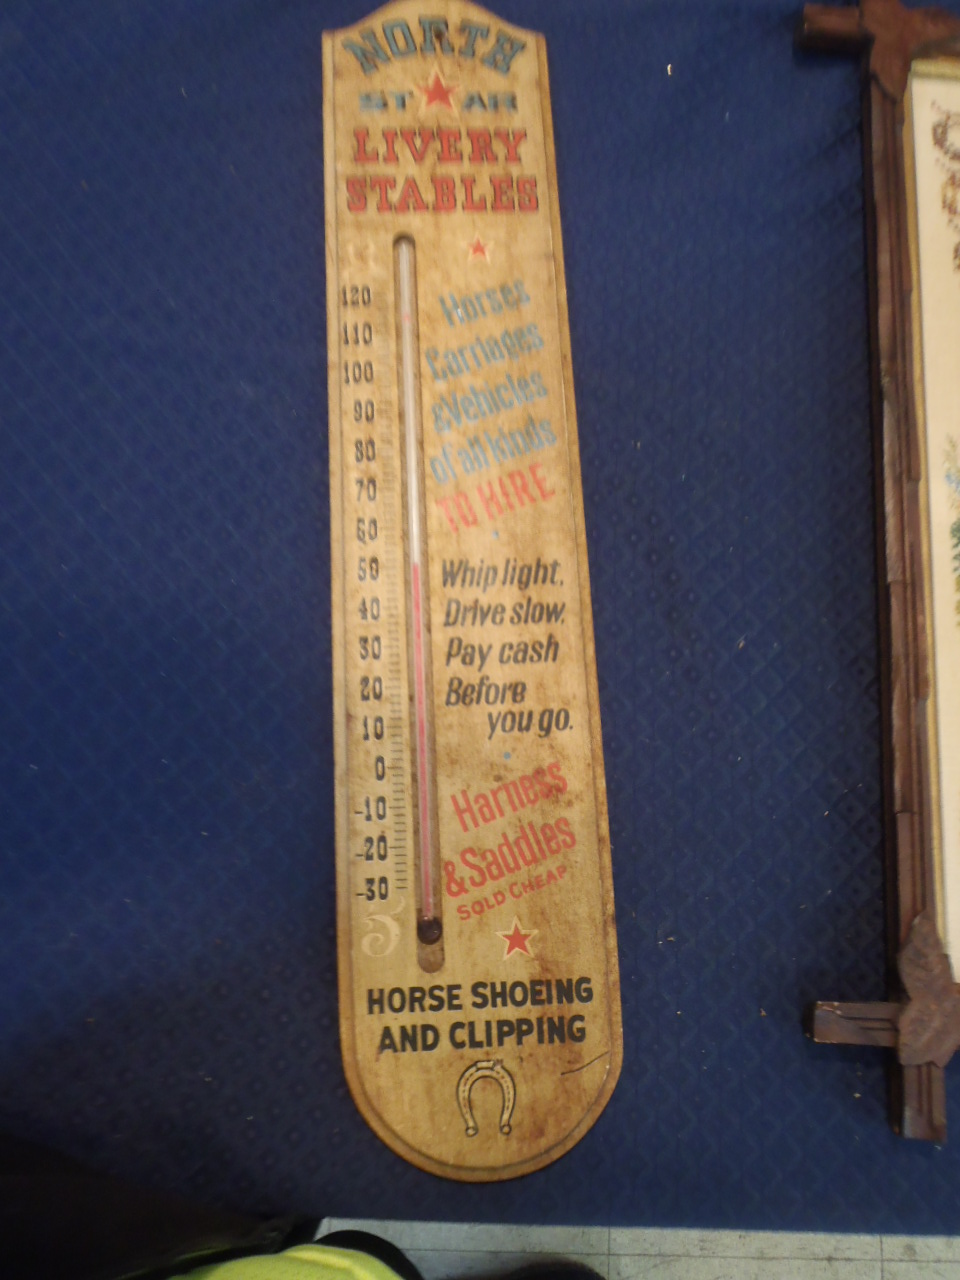 NORTH
ST★AR
LIVERY
STABLES
120
110
100
90
80
70
60
50
40
30
20
10
0
-10
-20
-30
Horses
Carriages
&Vehicles
of all kinds
TO HIRE
Whip light.
Drive slow.
Pay cash
Before
you go.
Harness
& Saddles
SOLD CHEAP
HORSE SHOEING
AND CLIPPING